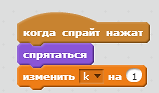 когда спрайт нажат
спрятаться
изменить k на 1